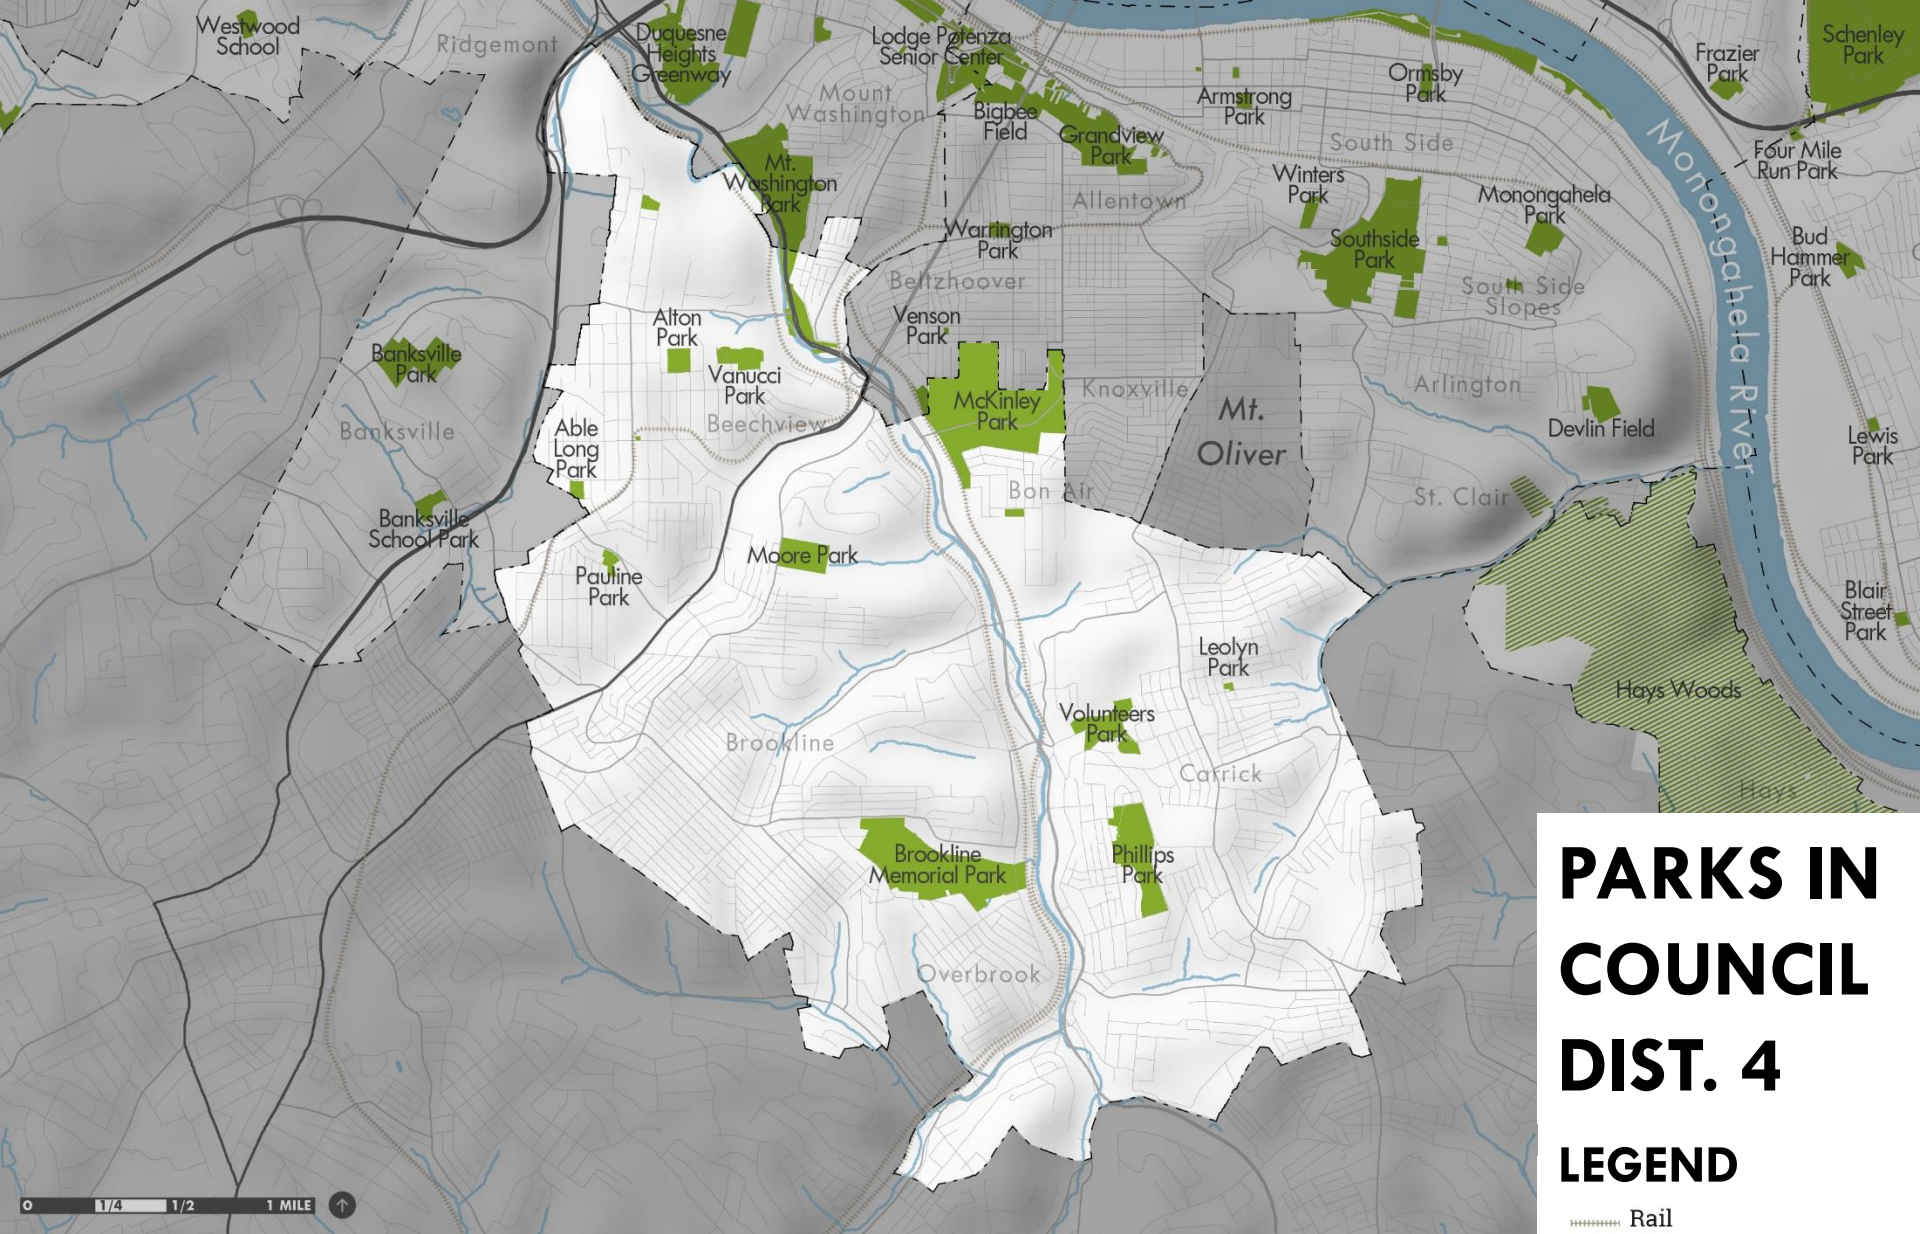 Westwood
School
Ridgemont
Duquesne
Heights
Greenway
Lodge Potenza
Senior Center
Mount
Washington
Bigbee
Field
Grandview
Park
Armstrong
Park
Ormsby
Park
South Side
Frazier
Park
Schenley
Park
Four Mile
Run Park
Monongahela River
Mt.
Washington
Park
Allentown
Winters
Park
Monongahela
Park
Warrington
Park
Southside
Park
Bud
Hammer
Park
Beltzhoover
South Side
Slopes
Alton
Park
Venson
Park
Banksville
Park
Vanucci
Park
McKinley
Park
Knoxville
Mt.
Oliver
Arlington
Devlin Field
Lewis
Park
Banksville
Able
Long
Park
Beechview
Bon Air
St. Clair
Banksville
School Park
Moore Park
Pauline
Park
Blair
Street
Park
Leolyn
Park
Hays Woods
Volunteers
Park
Brookline
Carrick
Hays
Brookline
Memorial Park
Phillips
Park
Overbrook
PARKS IN
COUNCIL
DIST. 4
LEGEND
Rail
0 1/4 1/2 1 MILE